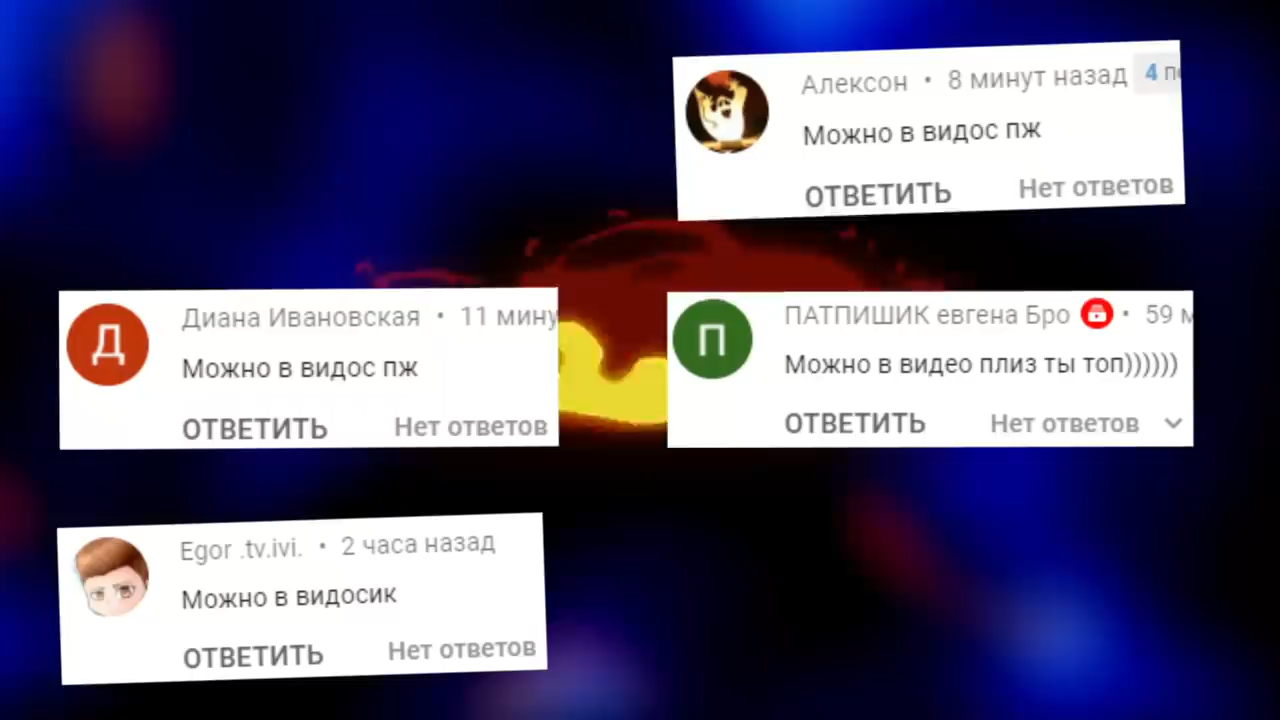 Алексон • 8 минут назад 4
Можно в видос пж
ОТВЕТИТЬ Нет ответов
Д
Диана Ивановская • 11
Можно в видос пж
ОТВЕТИТЬ Нет ответов
П
ПАТПИШИК евгена Бро • 59
Можно в видео плиз ты топ))))))
ОТВЕТИТЬ Нет ответов
Egor .tv.ivi. • 2 часа назад
Можно в видосик
ОТВЕТИТЬ Нет ответов